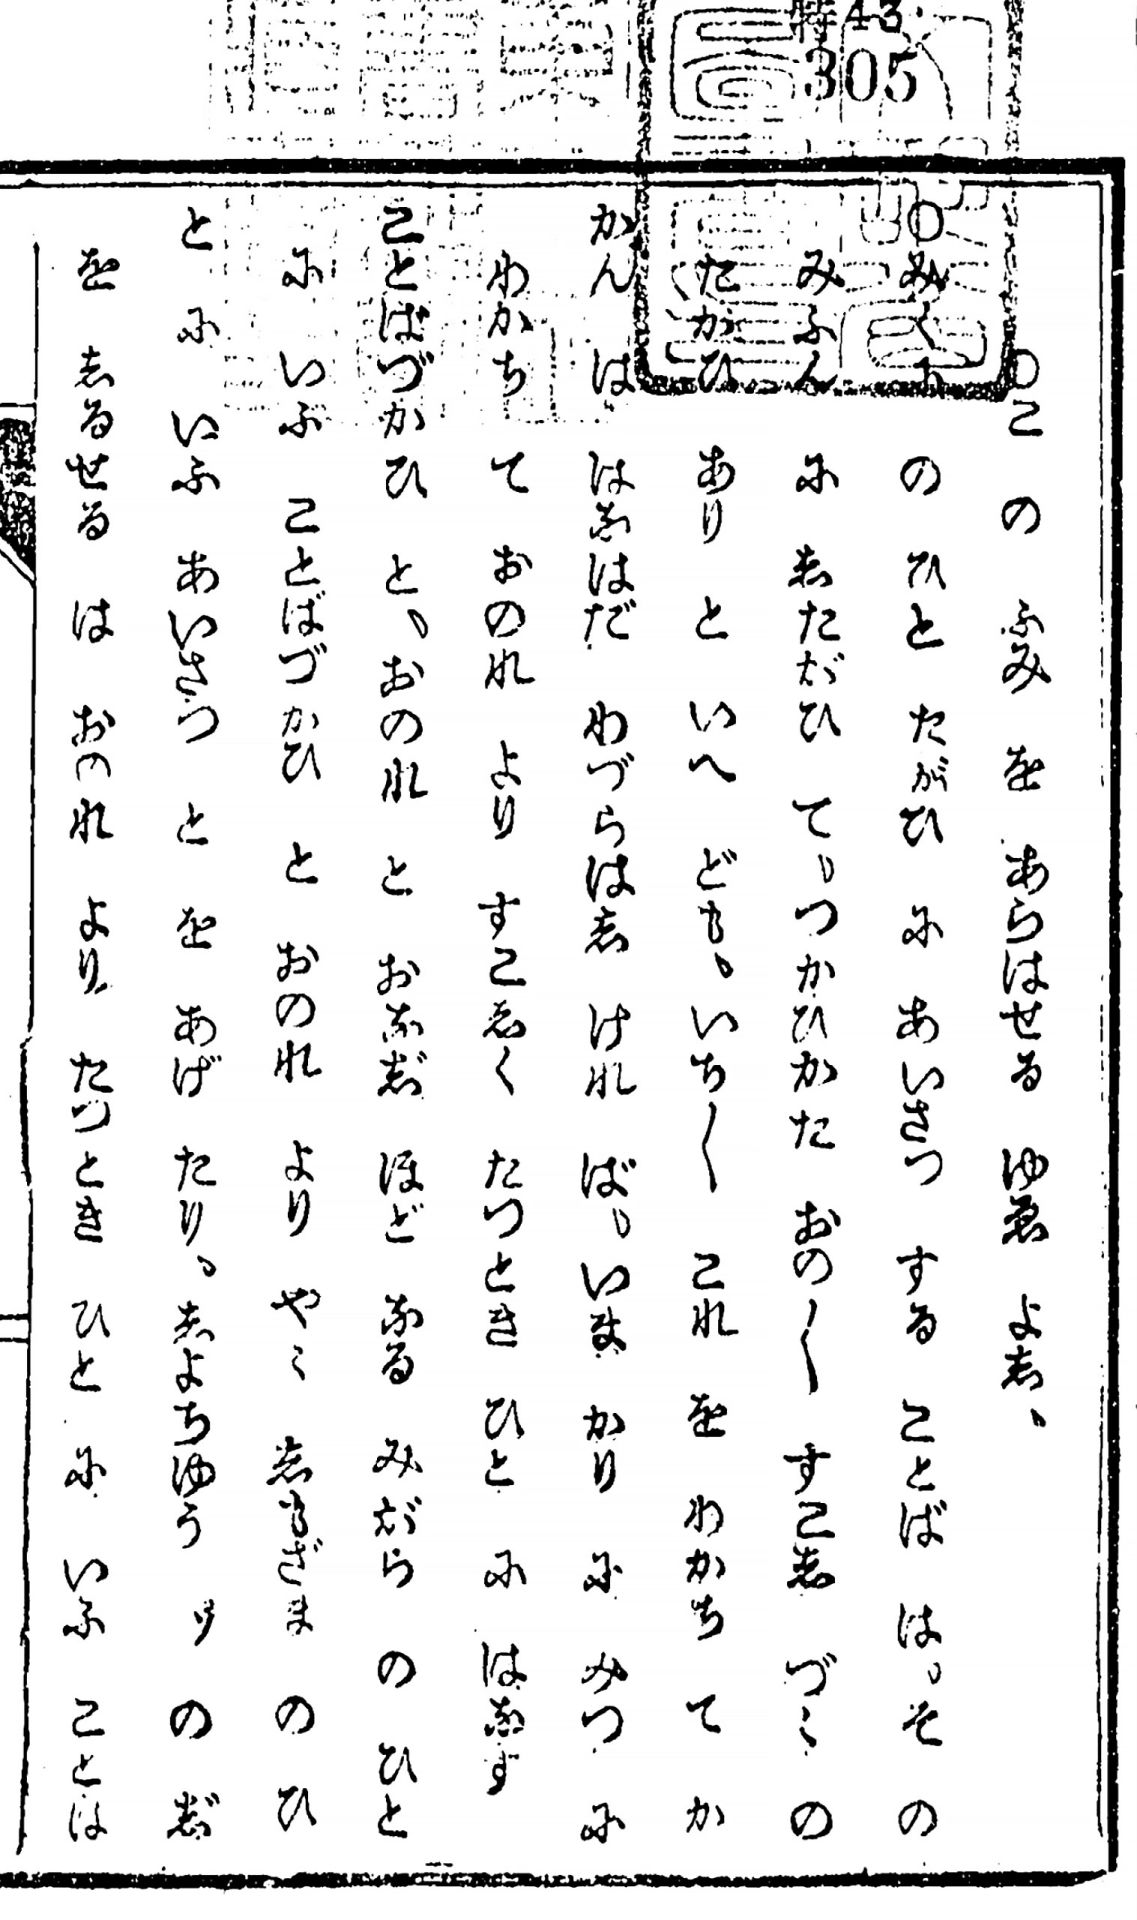 特43
305
○この ふみ を あらはせる ゆゑ よし、
○みくに の ひと たがひ に あいさつ する ことば は、その
みふん に したがひ て、つかひかた おの〳〵 すこし づゝ の
たがひ あり と いへ ども、いち〳〵 これ を わかち て か
かん は、 はなはだ わづらはし けれ ば、いま かり に みつ に
わかち て おのれ より すこしく たつとき ひと に はなす
ことばづかひ と、おのれ と おなじ ほど なる みぶら の ひと
に いふ ことばづかひ と おのれ より やゝ しもざま の ひ
と に いふ あいさつ と を あげ たり、しよちゆう ッ の じ
を しるせる は おのれ より たつとき ひと に いふ ことは